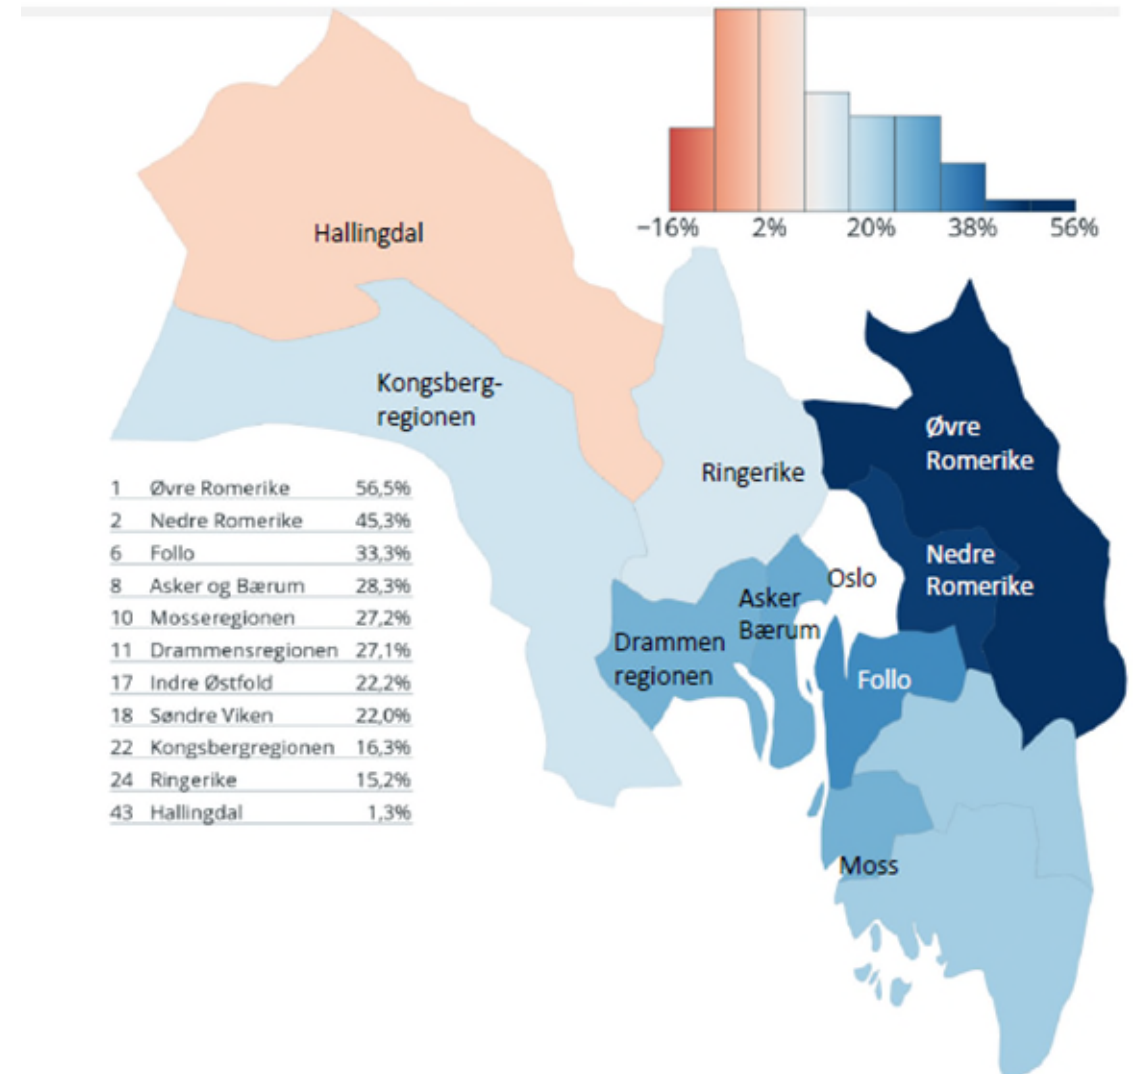 −16% 2% 20% 38% 56%
Hallingdal
Kongsberg-
regionen
Øvre
Romerike
Ringerike
Nedre
Romerike
Oslo
Asker
Bærum
Drammen
regionen
Follo
Moss
1 Øvre Romerike 56,5%
2 Nedre Romerike 45,3%
6 Follo 33,3%
8 Asker og Bærum 28,3%
10 Mosseregionen 27,2%
11 Drammensregionen 27,1%
17 Indre Østfold 22,2%
18 Søndre Viken 22,0%
22 Kongsbergregionen 16,3%
24 Ringerike 15,2%
43 Hallingdal 1,3%